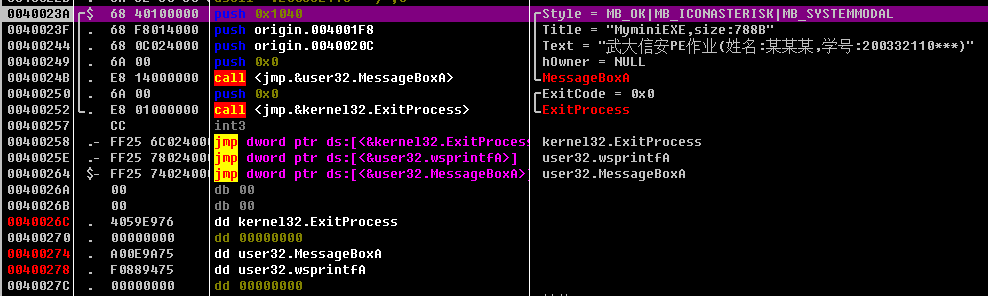 0040023A $ 68 40100000 push 0x1040 Style = MB_OK|MB_ICONASTERISK|MB_SYSTEMMODAL
0040023F . 68 F8014000 push origin.004001F8 Title = "MyminiEXE,size:788B"
00400244 . 68 0C024000 push origin.0040020C Text = "武大信安PE作业(姓名:某某某,学号:200332110***)"
00400249 . 6A 00 push 0x0 hOwner = NULL
0040024B . E8 14000000 call <jmp.&user32.MessageBoxA> MessageBoxA
00400250 . 6A 00 push 0x0 ExitCode = 0x0
00400252 . E8 01000000 call <jmp.&kernel32.ExitProcess> ExitProcess
00400257 CC int3
00400258 .- FF25 6C02400 jmp dword ptr ds:[<&kernel32.ExitProcess kernel32.ExitProcess
0040025E .- FF25 7802400 jmp dword ptr ds:[<&user32.wsprintfA>] user32.wsprintfA
00400264 $- FF25 7402400 jmp dword ptr ds:[<&user32.MessageBoxA> user32.MessageBoxA
0040026A 00 db 00
0040026B 00 db 00
0040026C . 4059E976 dd kernel32.ExitProcess
00400270 . 00000000 dd 00000000
00400274 . A00E9A75 dd user32.MessageBoxA
00400278 . F0889475 dd user32.wsprintfA
0040027C . 00000000 dd 00000000